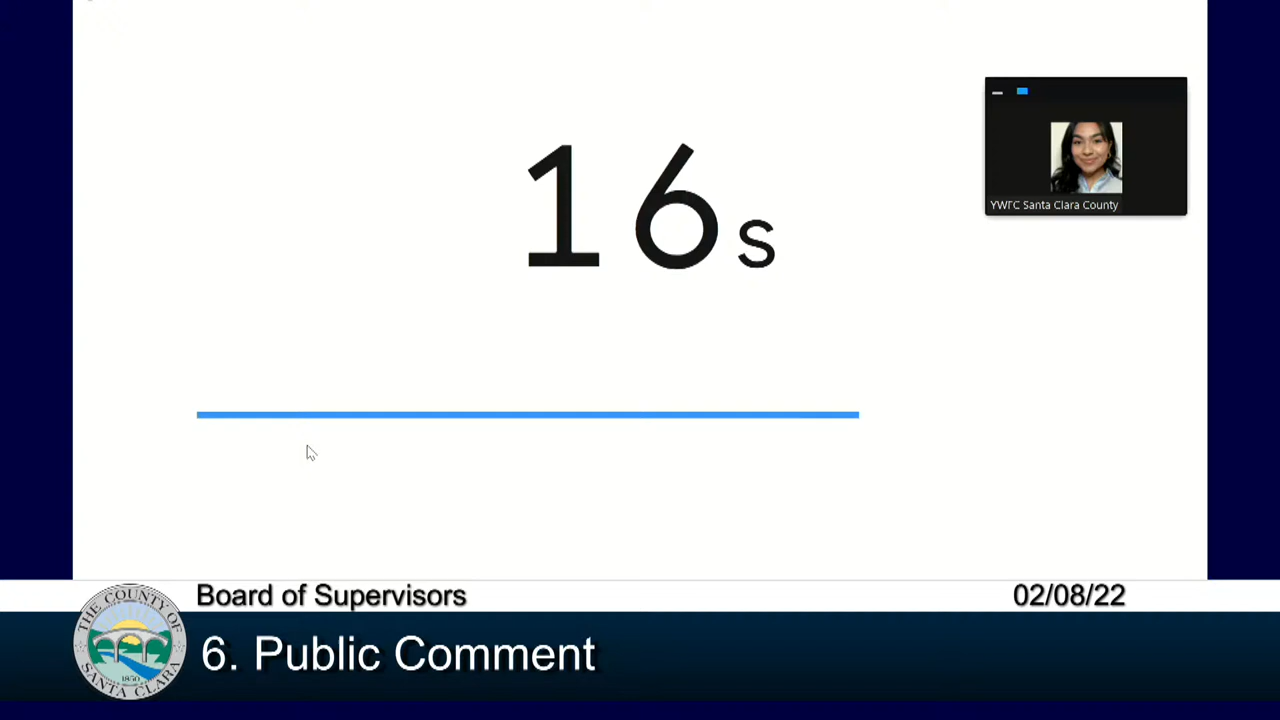 16s
YWFC Santa Clara County
Board of Supervisors
02/08/22
6. Public Comment
THE COUNTY OF
SANTA CLARA
1850